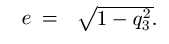 e = √(1 − q₃²).